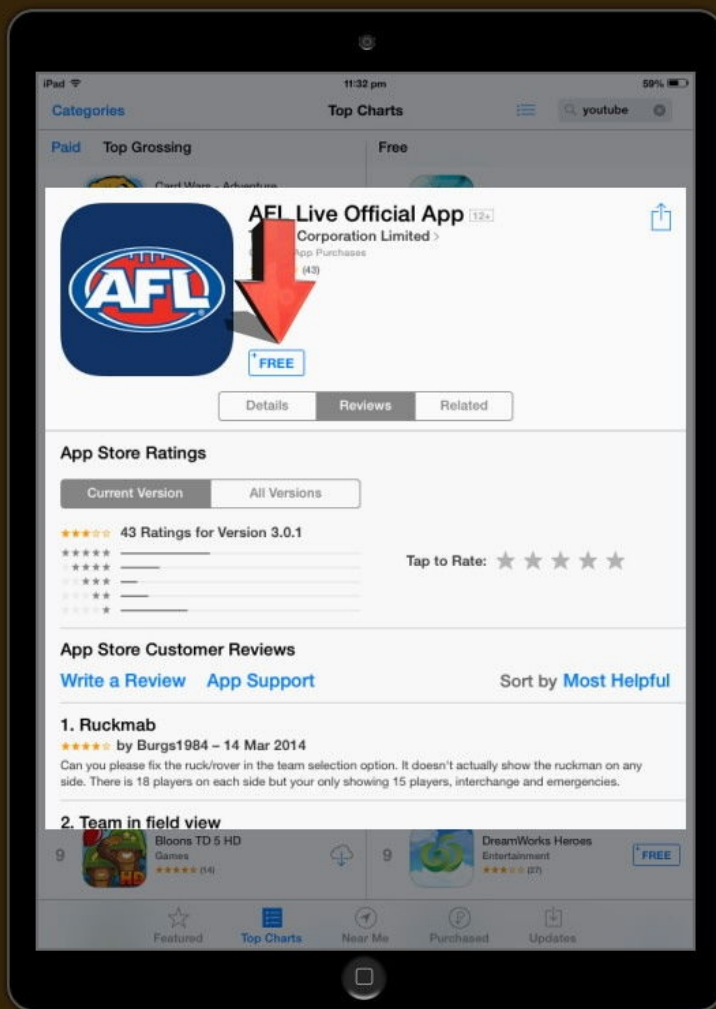 iPad 11:32 pm 59%
Categories Top Charts youtube
Paid Top Grossing Free
Card Wars - Adventure
AFL Live Official App 12+
Corporation Limited >
App Purchases
(43)
AFL
+ FREE
Details Reviews Related
App Store Ratings
Current Version All Versions
43 Ratings for Version 3.0.1
Tap to Rate:
App Store Customer Reviews
Write a Review App Support Sort by Most Helpful
1. Ruckmab
by Burgs1984 – 14 Mar 2014
Can you please fix the ruck/rover in the team selection option. It doesn't actually show the ruckman on any
side. There is 18 players on each side but your only showing 15 players, interchange and emergencies.
2. Team in field view
9 HD Bloons TD 5 HD 9 DreamWorks Heroes
Games Entertainment + FREE
(14) (27)
Featured Top Charts Near Me Purchased Updates